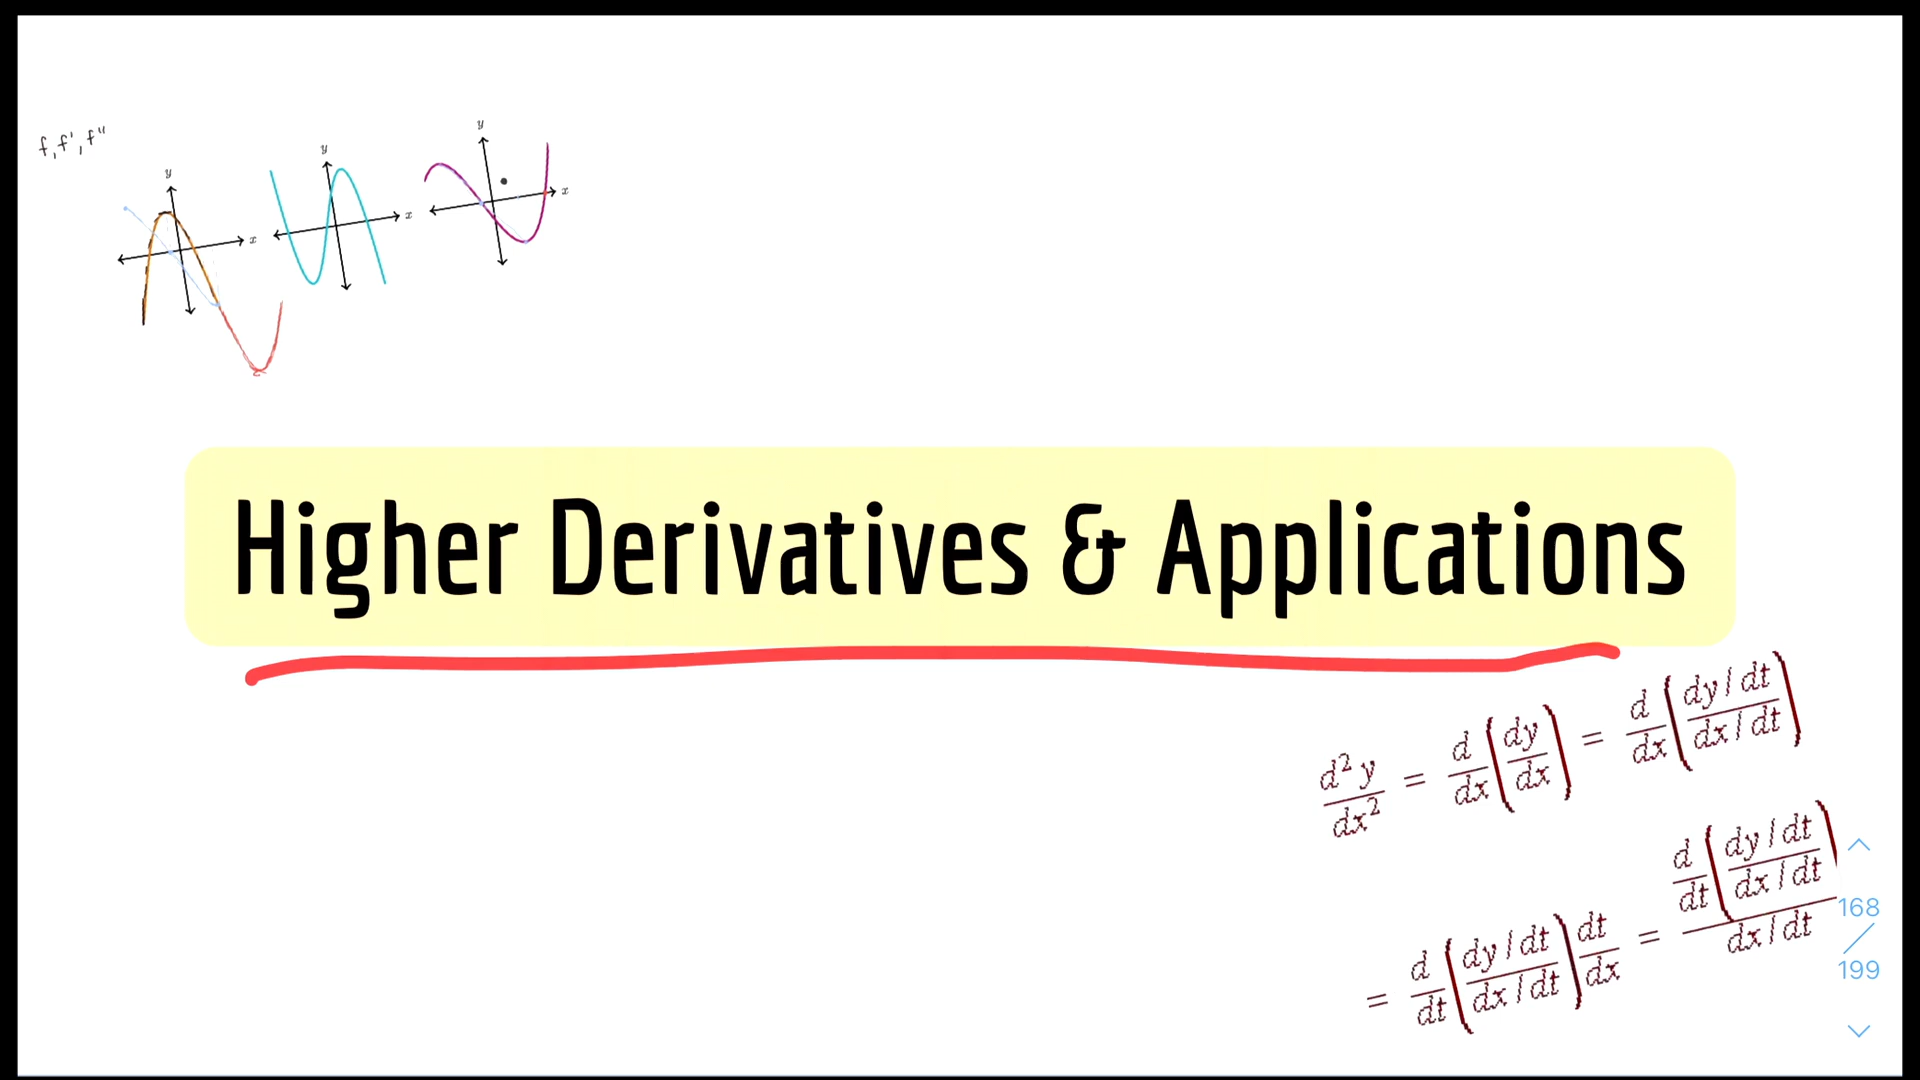 f, f', f"
y
x
y
x
y
x
Higher Derivatives & Applications
d²y/dx² = d/dx(dy/dx) = d/dx((dy/dt)/(dx/dt))
= d/dt((dy/dt)/(dx/dt)) dt/dx = d/dt((dy/dt)/(dx/dt))/(dx/dt)
168
/
199